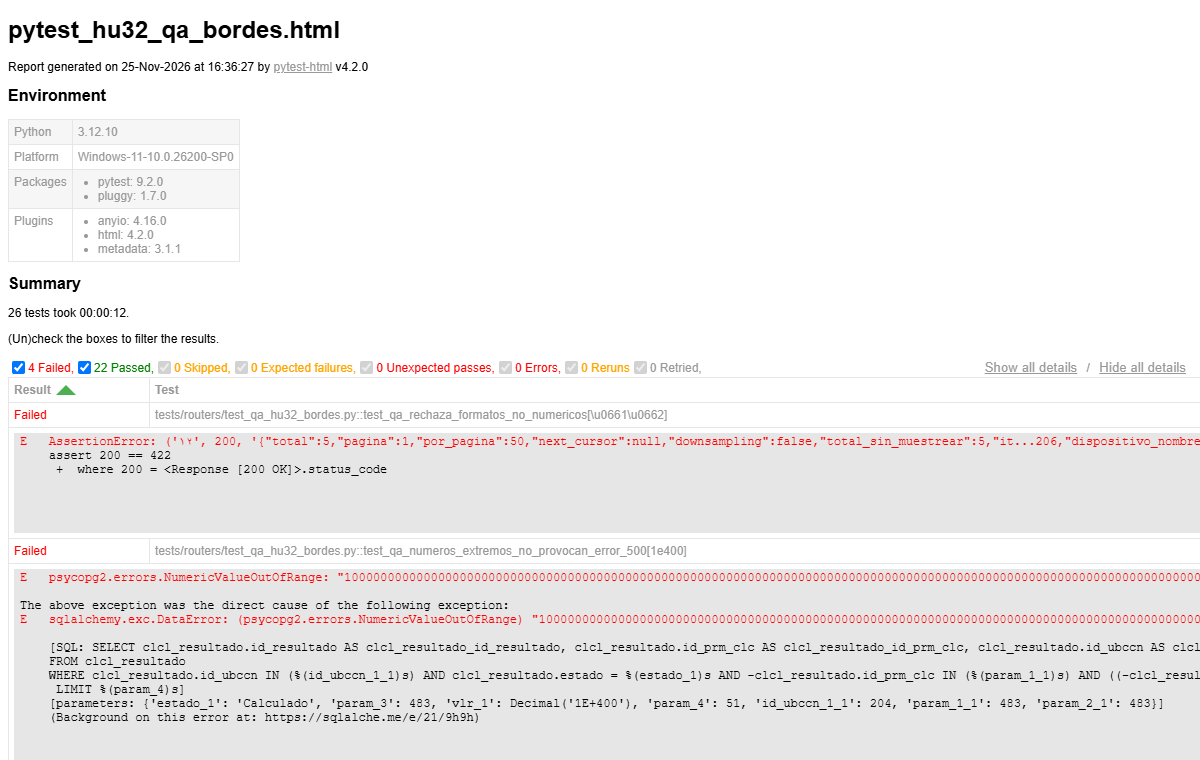 pytest_hu32_qa_bordes.html
Report generated on 25-Nov-2026 at 16:36:27 by pytest-html v4.2.0
Environment
Python 3.12.10
Platform Windows-11-10.0.26200-SP0
Packages
• pytest: 9.2.0
• pluggy: 1.7.0
Plugins
• anyio: 4.16.0
• html: 4.2.0
• metadata: 3.1.1
Summary
26 tests took 00:00:12.
(Un)check the boxes to filter the results.
4 Failed, 22 Passed, 0 Skipped, 0 Expected failures, 0 Unexpected passes, 0 Errors, 0 Reruns 0 Retried, Show all details / Hide all details
Result Test
Failed tests/routers/test_qa_hu32_bordes.py::test_qa_rechaza_formatos_no_numericos[\u0661\u0662]
E AssertionError: ('١٢', 200, '{"total":5,"pagina":1,"por_pagina":50,"next_cursor":null,"downsampling":false,"total_sin_muestrear":5,"it...206,"dispositivo_nombre
assert 200 == 422
+ where 200 = <Response [200 OK]>.status_code
Failed tests/routers/test_qa_hu32_bordes.py::test_qa_numeros_extremos_no_provocan_error_500[1e400]
E psycopg2.errors.NumericValueOutOfRange:
The above exception was the direct cause of the following exception:
E sqlalchemy.exc.DataError: (psycopg2.errors.NumericValueOutOfRange)
[SQL: SELECT clcl_resultado.id_resultado AS clcl_resultado_id_resultado, clcl_resultado.id_prm_clc AS clcl_resultado_id_prm_clc, clcl_resultado.id_ubccn AS clcl
FROM clcl_resultado
WHERE clcl_resultado.id_ubccn IN (%(id_ubccn_1_1)s) AND clcl_resultado.estado = %(estado_1)s AND -clcl_resultado.id_prm_clc IN (%(param_1_1)s) AND ((-clcl_resul
LIMIT %(param_4)s]
[parameters: {'estado_1': 'Calculado', 'param_3': 483, 'vlr_1': Decimal('1E+400'), 'param_4': 51, 'id_ubccn_1_1': 204, 'param_1_1': 483, 'param_2_1': 483}]
(Background on this error at: https://sqlalche.me/e/21/9h9h)